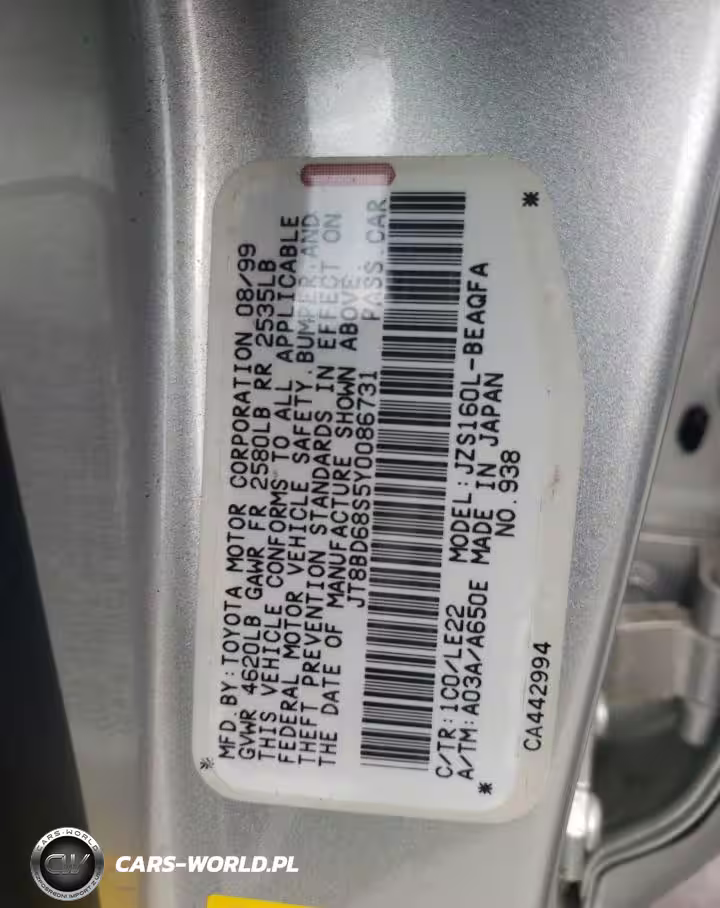 MFD. BY: TOYOTA MOTOR CORPORATION 08/99
GVWR 4620LB GAWR FR 2580LB RR 2535LB
THIS VEHICLE CONFORMS TO ALL APPLICABLE
FEDERAL MOTOR VEHICLE SAFETY, BUMPER, AND
THEFT PREVENTION STANDARDS IN EFFECT ON
THE DATE OF MANUFACTURE SHOWN ABOVE.
JT8BD68S5Y0086731 PASS. CAR
C/TR: 1C0/LE22 MODEL: JZS160L-BEAQFA
A/TM: A03A/A650E MADE IN JAPAN
NO. 938
CA442994
CARS-WORLD
CW
CARS-WORLD.PL